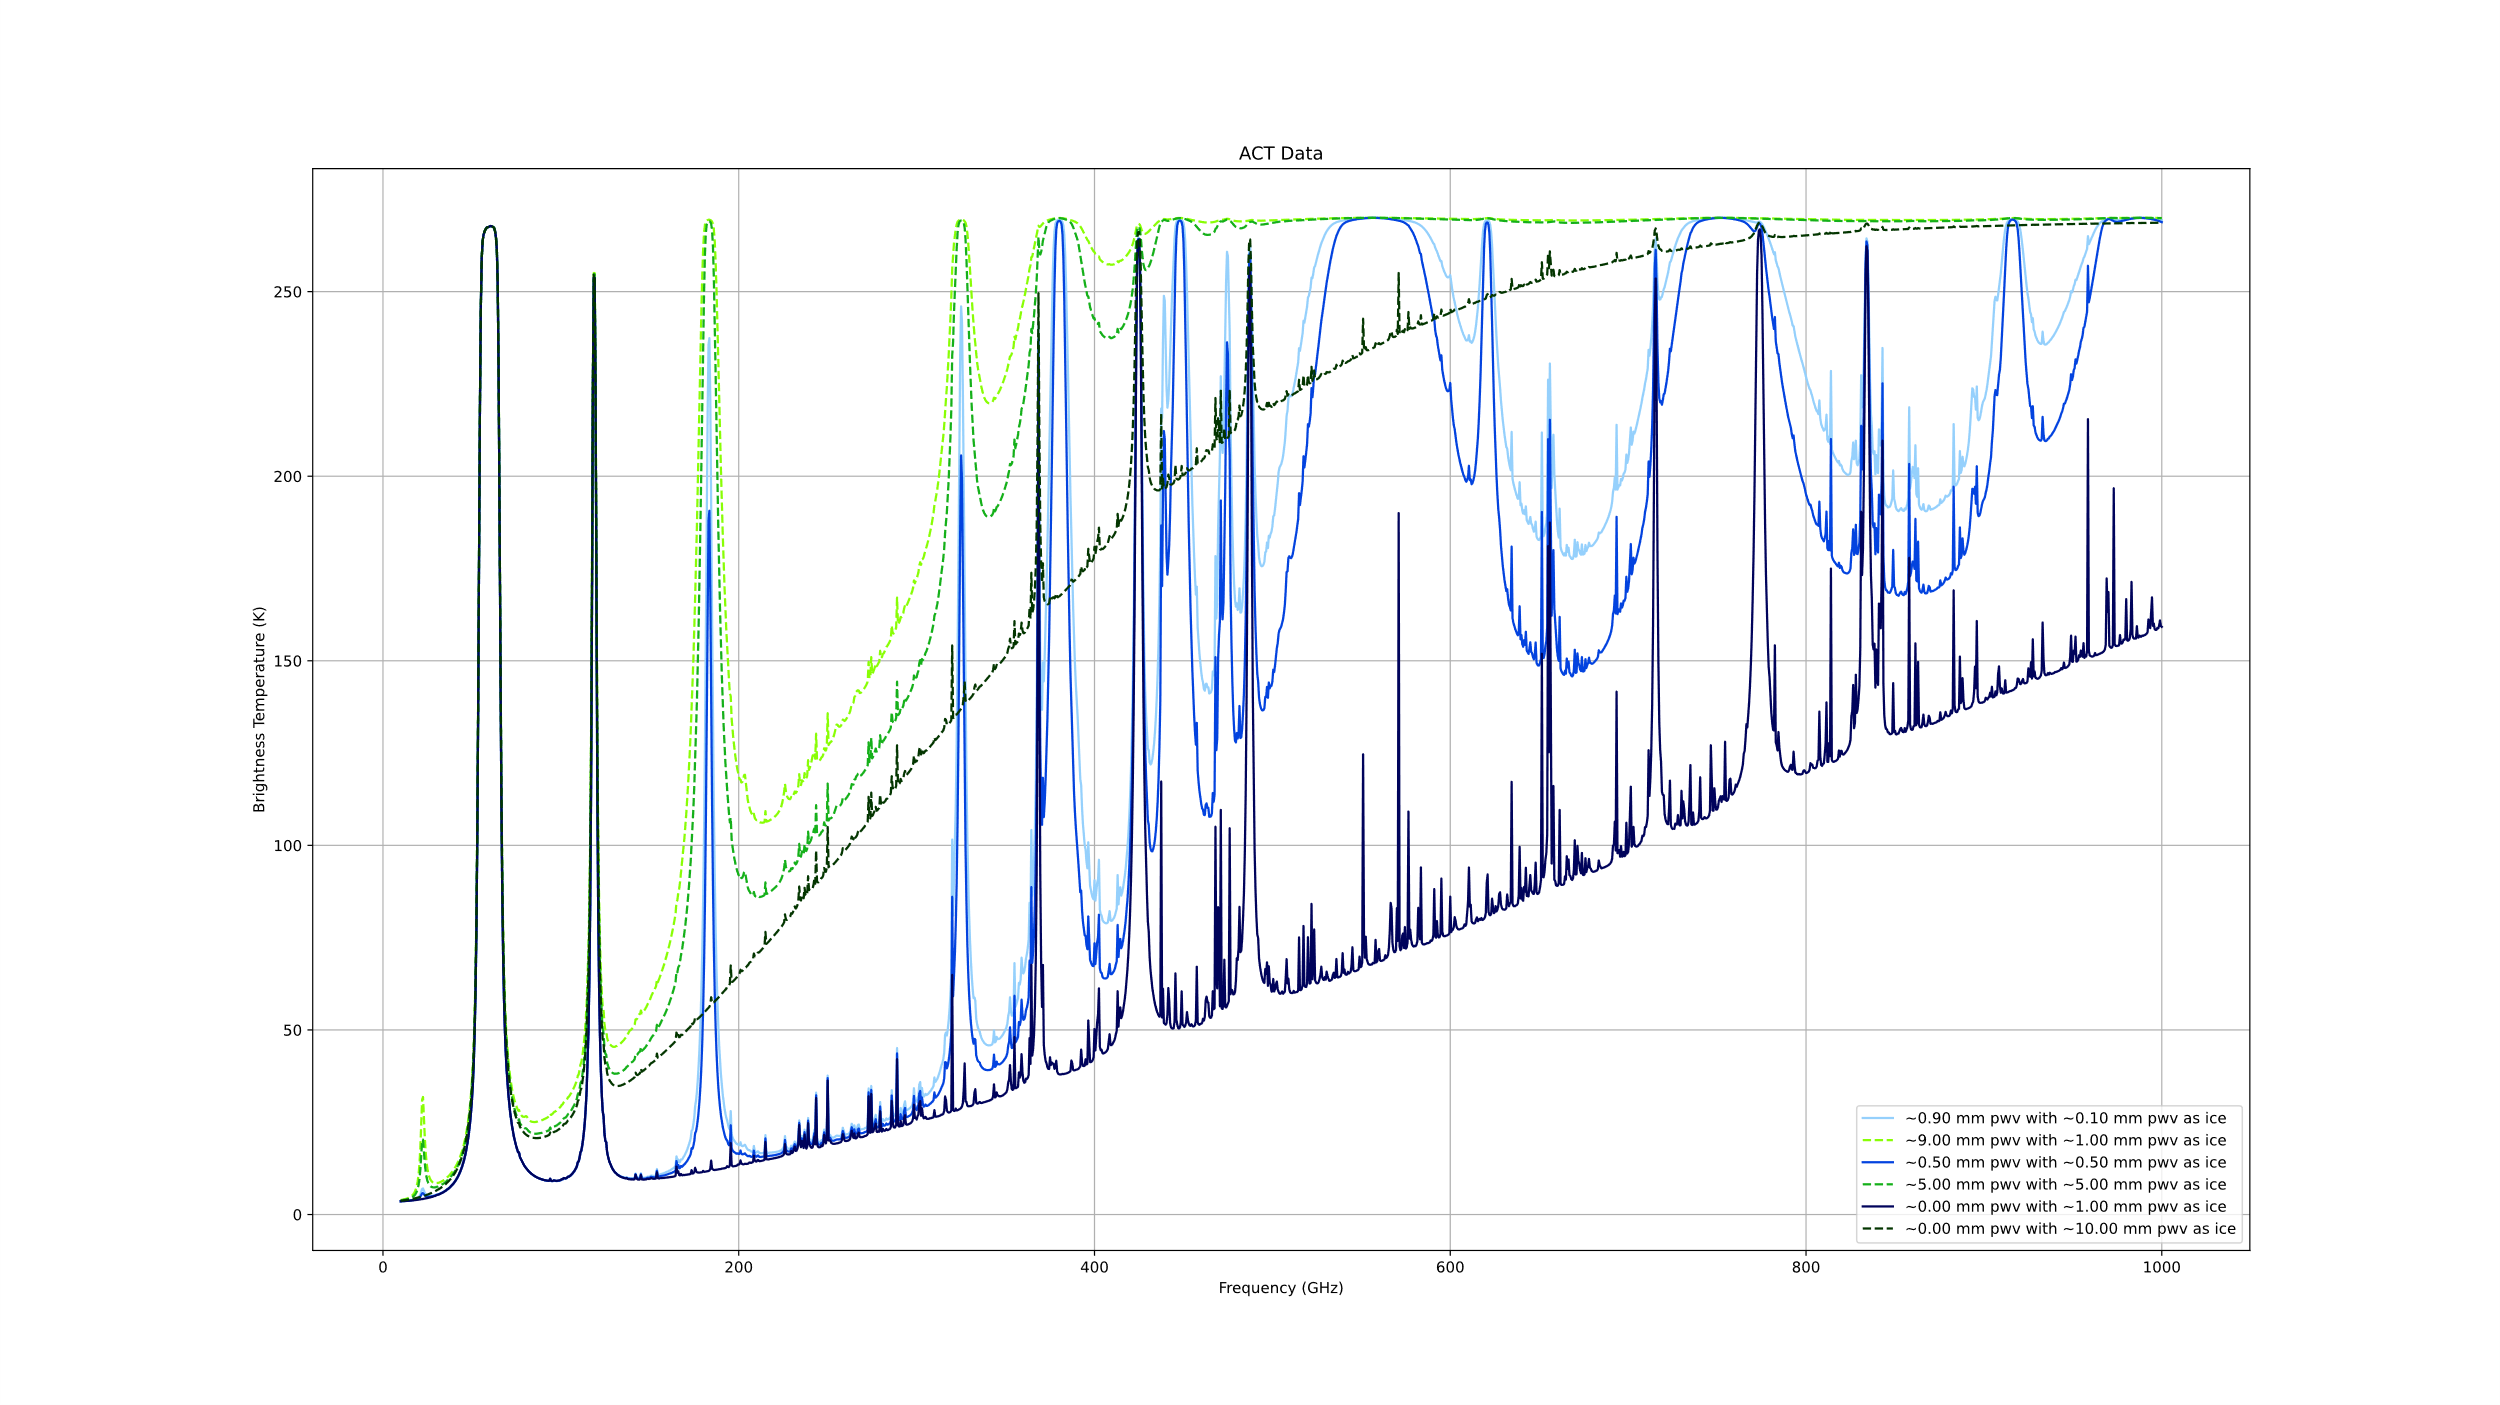 ACT Data
Brightness Temperature (K)
250
200
150
100
50
0
0 200 400 600 800 1000
Frequency (GHz)
~0.90 mm pwv with ~0.10 mm pwv as ice
~9.00 mm pwv with ~1.00 mm pwv as ice
~0.50 mm pwv with ~0.50 mm pwv as ice
~5.00 mm pwv with ~5.00 mm pwv as ice
~0.00 mm pwv with ~1.00 mm pwv as ice
~0.00 mm pwv with ~10.00 mm pwv as ice